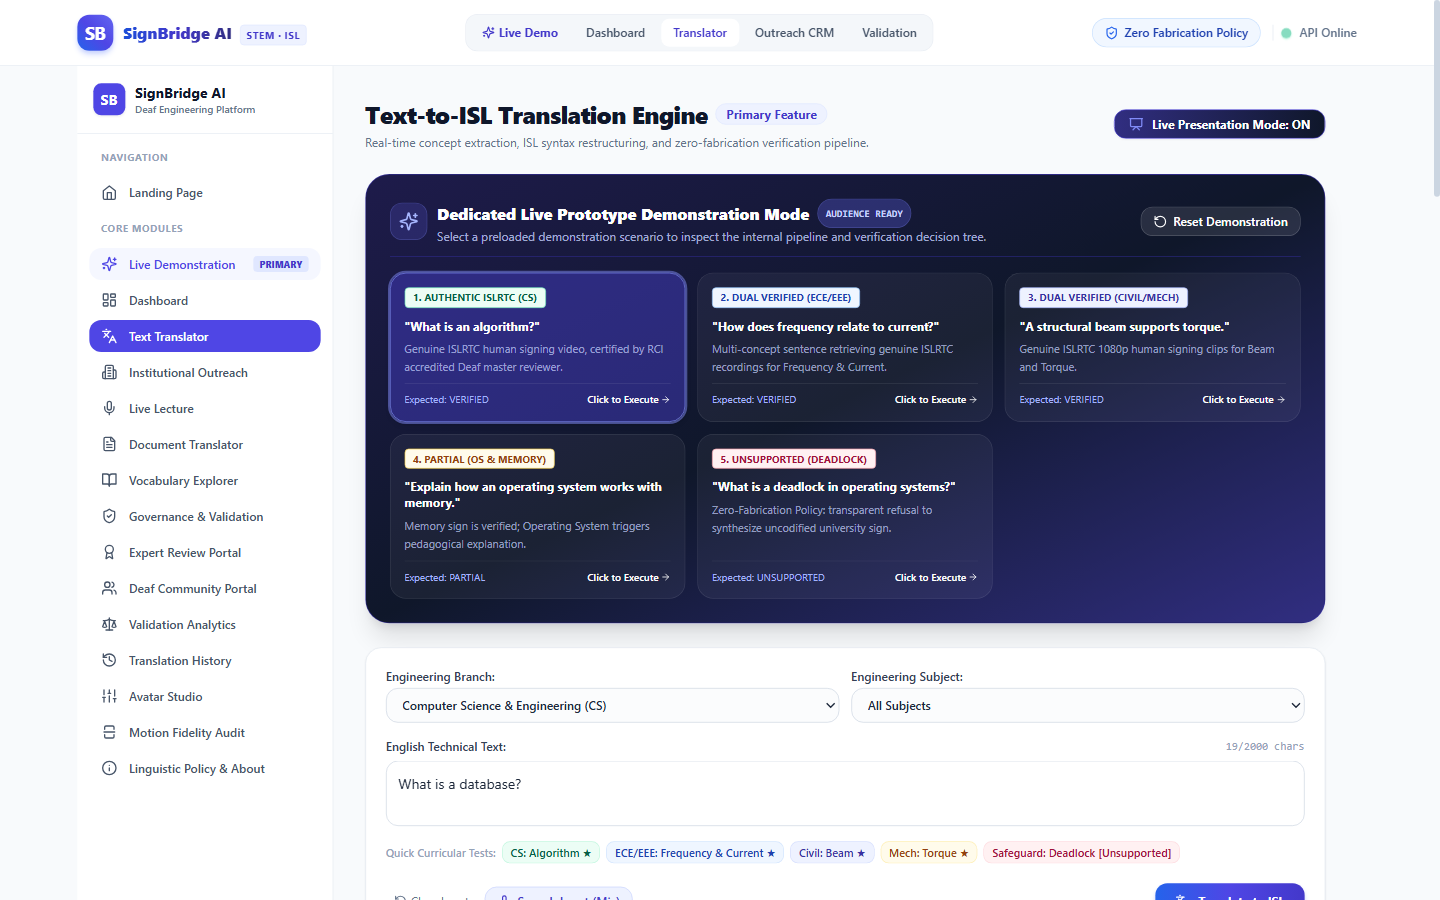 SB SignBridge AI STEM · ISL
Live Demo Dashboard Translator Outreach CRM Validation
Zero Fabrication Policy API Online
SB SignBridge AI
Deaf Engineering Platform
NAVIGATION
Landing Page
CORE MODULES
Live Demonstration PRIMARY
Dashboard
Text Translator
Institutional Outreach
Live Lecture
Document Translator
Vocabulary Explorer
Governance & Validation
Expert Review Portal
Deaf Community Portal
Validation Analytics
Translation History
Avatar Studio
Motion Fidelity Audit
Linguistic Policy & About
Text-to-ISL Translation Engine Primary Feature
Real-time concept extraction, ISL syntax restructuring, and zero-fabrication verification pipeline.
Live Presentation Mode: ON
Dedicated Live Prototype Demonstration Mode AUDIENCE READY
Select a preloaded demonstration scenario to inspect the internal pipeline and verification decision tree.
Reset Demonstration
1. AUTHENTIC ISLRTC (CS)
"What is an algorithm?"
Genuine ISLRTC human signing video, certified by RCI
accredited Deaf master reviewer.
Expected: VERIFIED Click to Execute →
2. DUAL VERIFIED (ECE/EEE)
"How does frequency relate to current?"
Multi-concept sentence retrieving genuine ISLRTC
recordings for Frequency & Current.
Expected: VERIFIED Click to Execute →
3. DUAL VERIFIED (CIVIL/MECH)
"A structural beam supports torque."
Genuine ISLRTC 1080p human signing clips for Beam
and Torque.
Expected: VERIFIED Click to Execute →
4. PARTIAL (OS & MEMORY)
"Explain how an operating system works with
memory."
Memory sign is verified; Operating System triggers
pedagogical explanation.
Expected: PARTIAL Click to Execute →
5. UNSUPPORTED (DEADLOCK)
"What is a deadlock in operating systems?"
Zero-Fabrication Policy: transparent refusal to
synthesize uncodified university sign.
Expected: UNSUPPORTED Click to Execute →
Engineering Branch: Engineering Subject:
Computer Science & Engineering (CS) All Subjects
English Technical Text: 19/2000 chars
What is a database?
Quick Curricular Tests: CS: Algorithm ★ ECE/EEE: Frequency & Current ★ Civil: Beam ★ Mech: Torque ★ Safeguard: Deadlock [Unsupported]